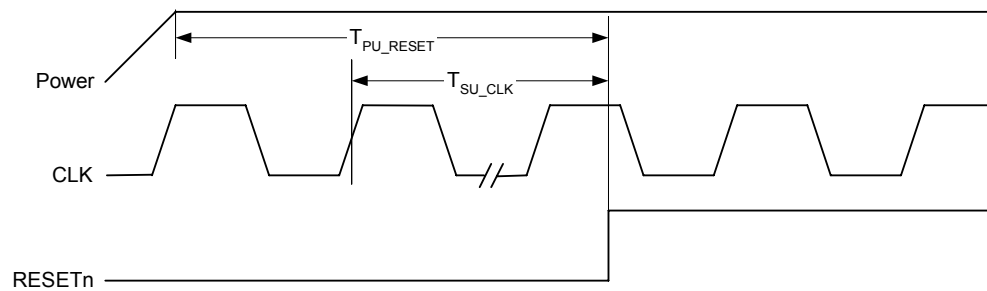 T_PU_RESET
Power
T_SU_CLK
CLK
RESETn